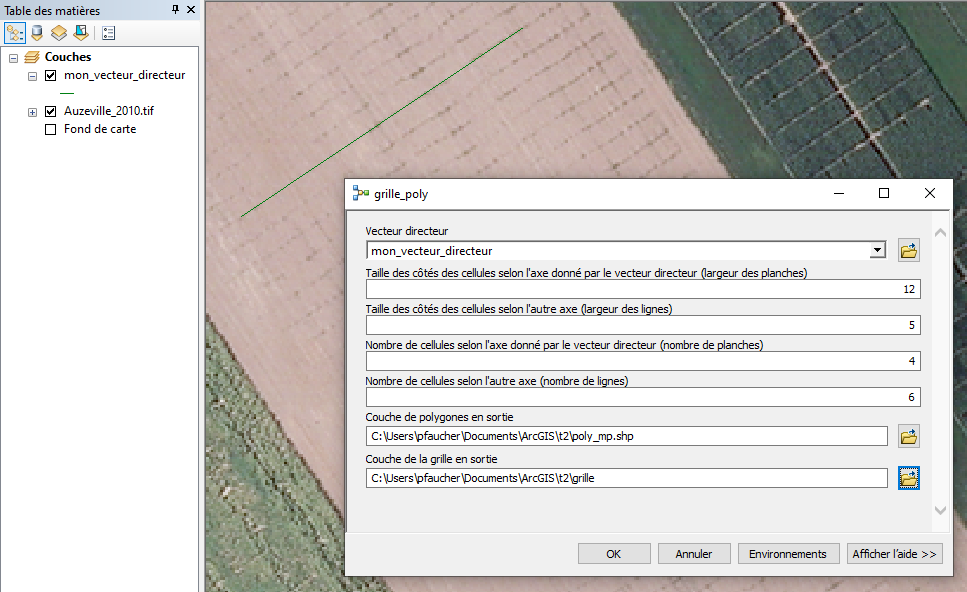 Table des matières
Couches
mon_vecteur_directeur
Auzeville_2010.tif
Fond de carte
grille_poly
Vecteur directeur
mon_vecteur_directeur
Taille des côtés des cellules selon l'axe donné par le vecteur directeur (largeur des planches)
12
Taille des côtés des cellules selon l'autre axe (largeur des lignes)
5
Nombre de cellules selon l'axe donné par le vecteur directeur (nombre de planches)
4
Nombre de cellules selon l'autre axe (nombre de lignes)
6
Couche de polygones en sortie
C:\Users\pfaucher\Documents\ArcGIS\t2\poly_mp.shp
Couche de la grille en sortie
C:\Users\pfaucher\Documents\ArcGIS\t2\grille
OK Annuler Environnements Afficher l'aide >>